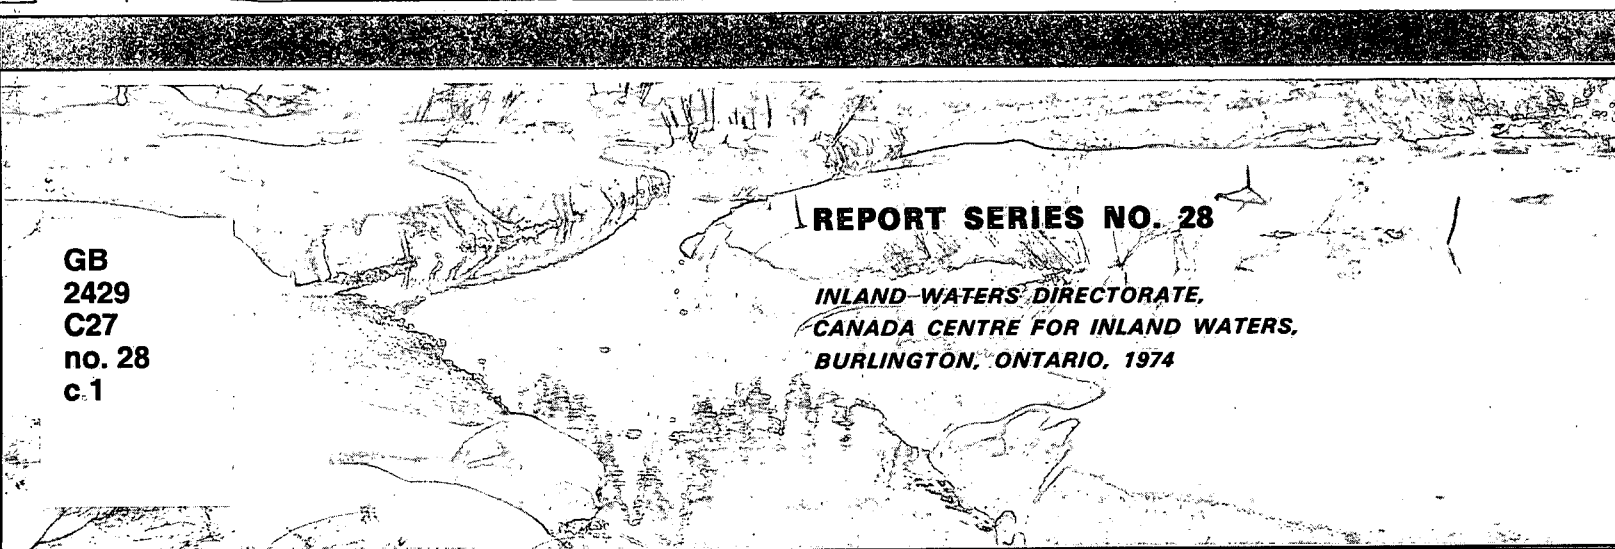 GB
2429
C27
no. 28
c.1
REPORT SERIES NO. 28
INLAND WATERS DIRECTORATE,
CANADA CENTRE FOR INLAND WATERS,
BURLINGTON, ONTARIO, 1974